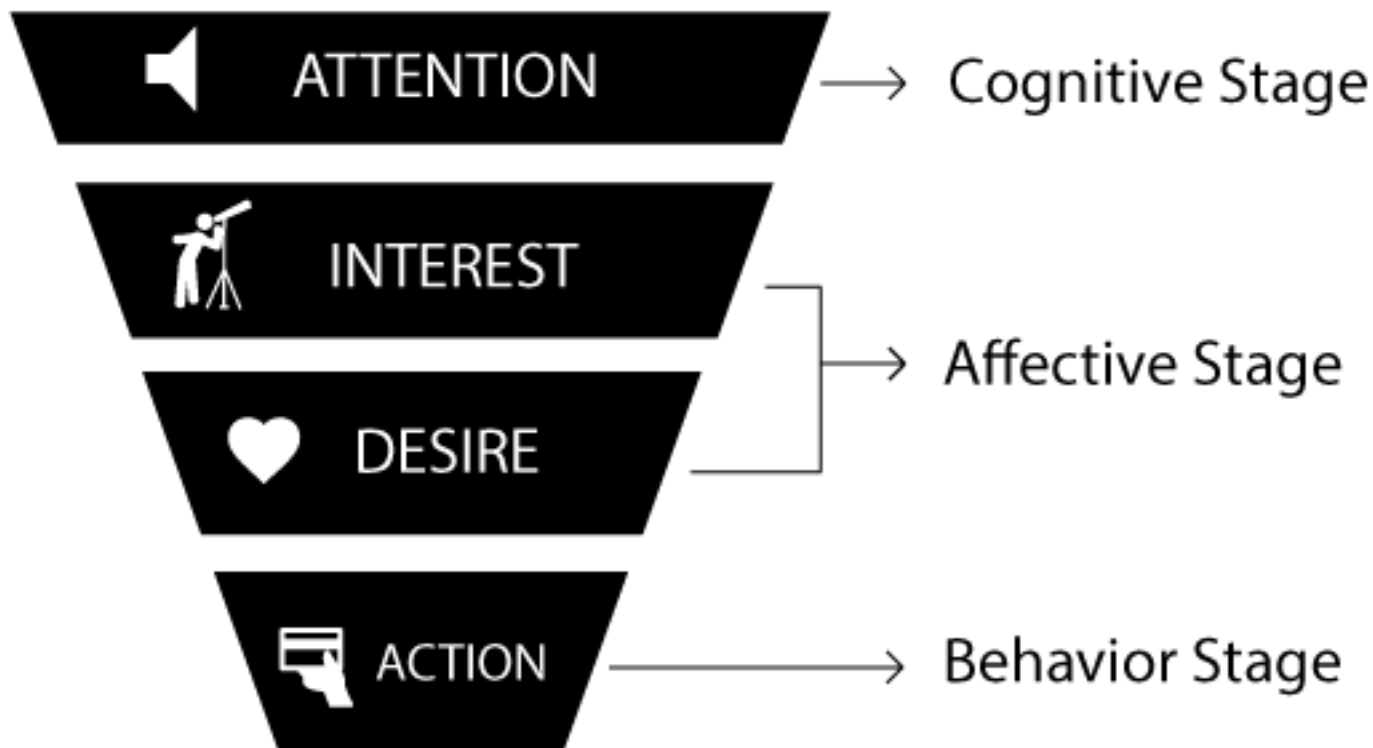 ATTENTION
Cognitive Stage
INTEREST
Affective Stage
DESIRE
ACTION
Behavior Stage